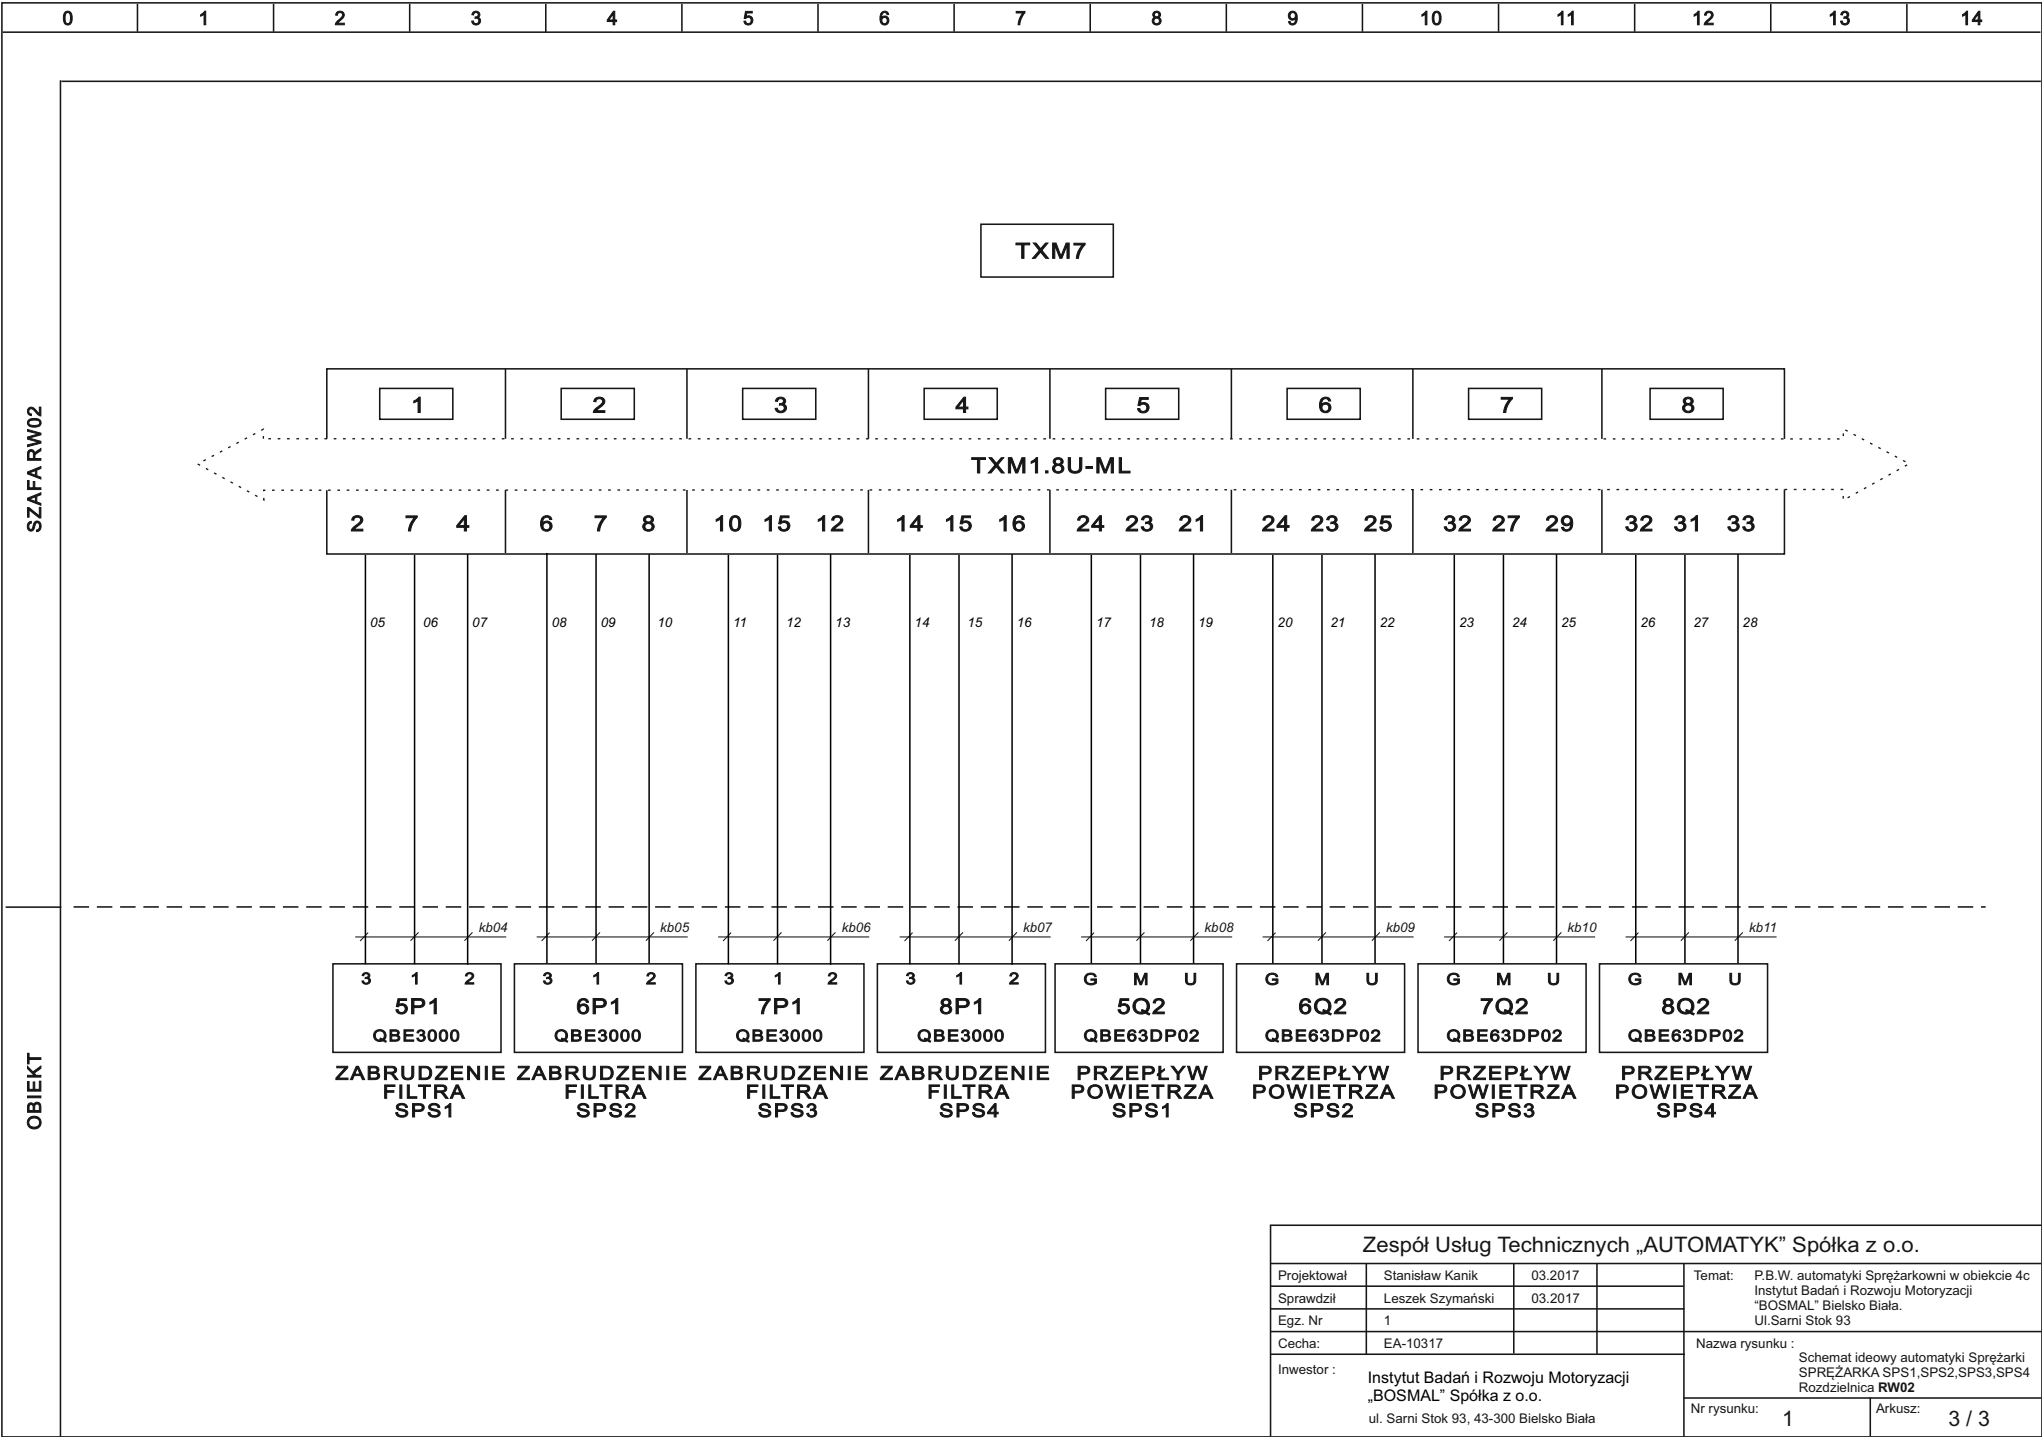 0 1 2 3 4 5 6 7 8 9 10 11 12 13 14
SZAFA RW02
TXM7
1 2 3 4 5 6 7 8
TXM1.8U-ML
2 7 4 6 7 8 10 15 12 14 15 16 24 23 21 24 23 25 32 27 29 32 31 33
05 06 07 08 09 10 11 12 13 14 15 16 17 18 19 20 21 22 23 24 25 26 27 28
OBIEKT
kb04 kb05 kb06 kb07 kb08 kb09 kb10 kb11
3 1 2 3 1 2 3 1 2 3 1 2 G M U G M U G M U G M U
5P1 6P1 7P1 8P1 5Q2 6Q2 7Q2 8Q2
QBE3000 QBE3000 QBE3000 QBE3000 QBE63DP02 QBE63DP02 QBE63DP02 QBE63DP02
ZABRUDZENIE ZABRUDZENIE ZABRUDZENIE ZABRUDZENIE PRZEPŁYW PRZEPŁYW PRZEPŁYW PRZEPŁYW
FILTRA FILTRA FILTRA FILTRA POWIETRZA POWIETRZA POWIETRZA POWIETRZA
SPS1 SPS2 SPS3 SPS4 SPS1 SPS2 SPS3 SPS4
Zespół Usług Technicznych „AUTOMATYK” Spółka z o.o.
Projektował Stanisław Kanik 03.2017
Sprawdził Leszek Szymański 03.2017
Egz. Nr 1
Cecha: EA-10317
Temat: P.B.W. automatyki Sprężarkowni w obiekcie 4c
Instytut Badań i Rozwoju Motoryzacji
“BOSMAL” Bielsko Biała.
Ul.Sarni Stok 93
Inwestor : Instytut Badań i Rozwoju Motoryzacji
„BOSMAL” Spółka z o.o.
ul. Sarni Stok 93, 43-300 Bielsko Biała
Nazwa rysunku :
Schemat ideowy automatyki Sprężarki
SPRĘŻARKA SPS1,SPS2,SPS3,SPS4
Rozdzielnica RW02
Nr rysunku: 1 Arkusz: 3 / 3